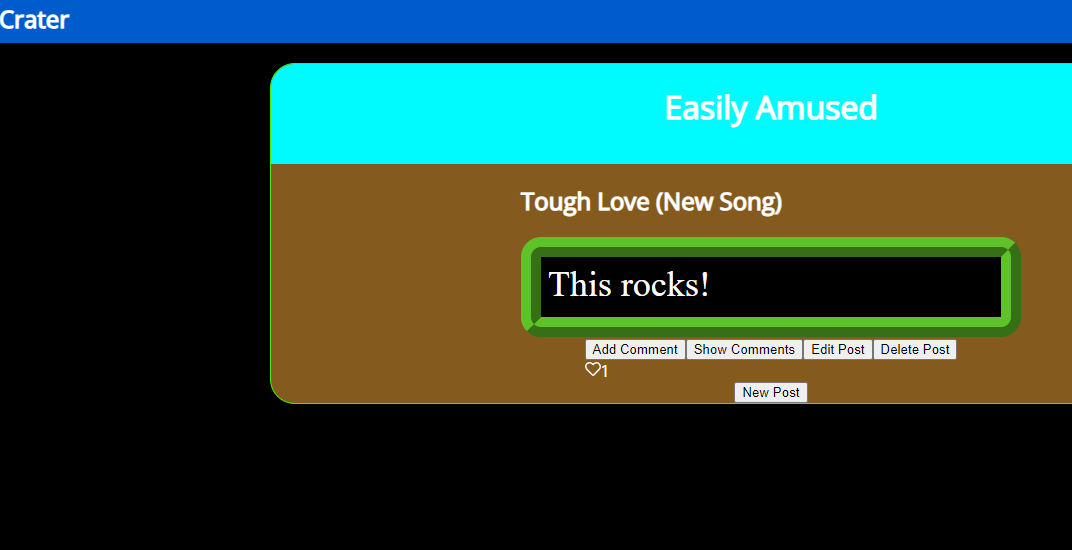 Crater
Easily Amused
Tough Love (New Song)
This rocks!
Add Comment Show Comments Edit Post Delete Post
1
New Post